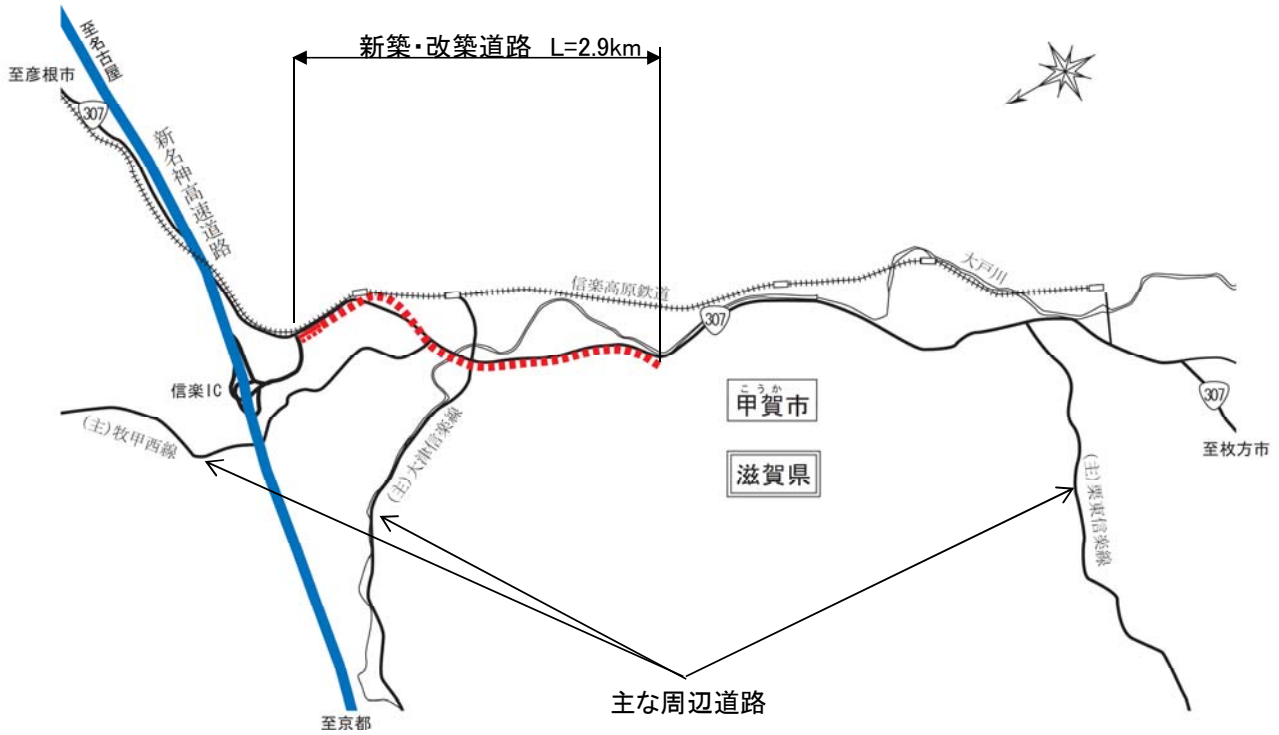 新築・改築道路 L=2.9km
至名古屋
至彦根市
307
新名神高速道路
大戸川
信楽高原鉄道
307
信楽IC
こうか
甲賀市
307
(主)牧甲西線
(主)大津信楽線
至枚方市
滋賀県
(主)栗東信楽線
主な周辺道路
至京都